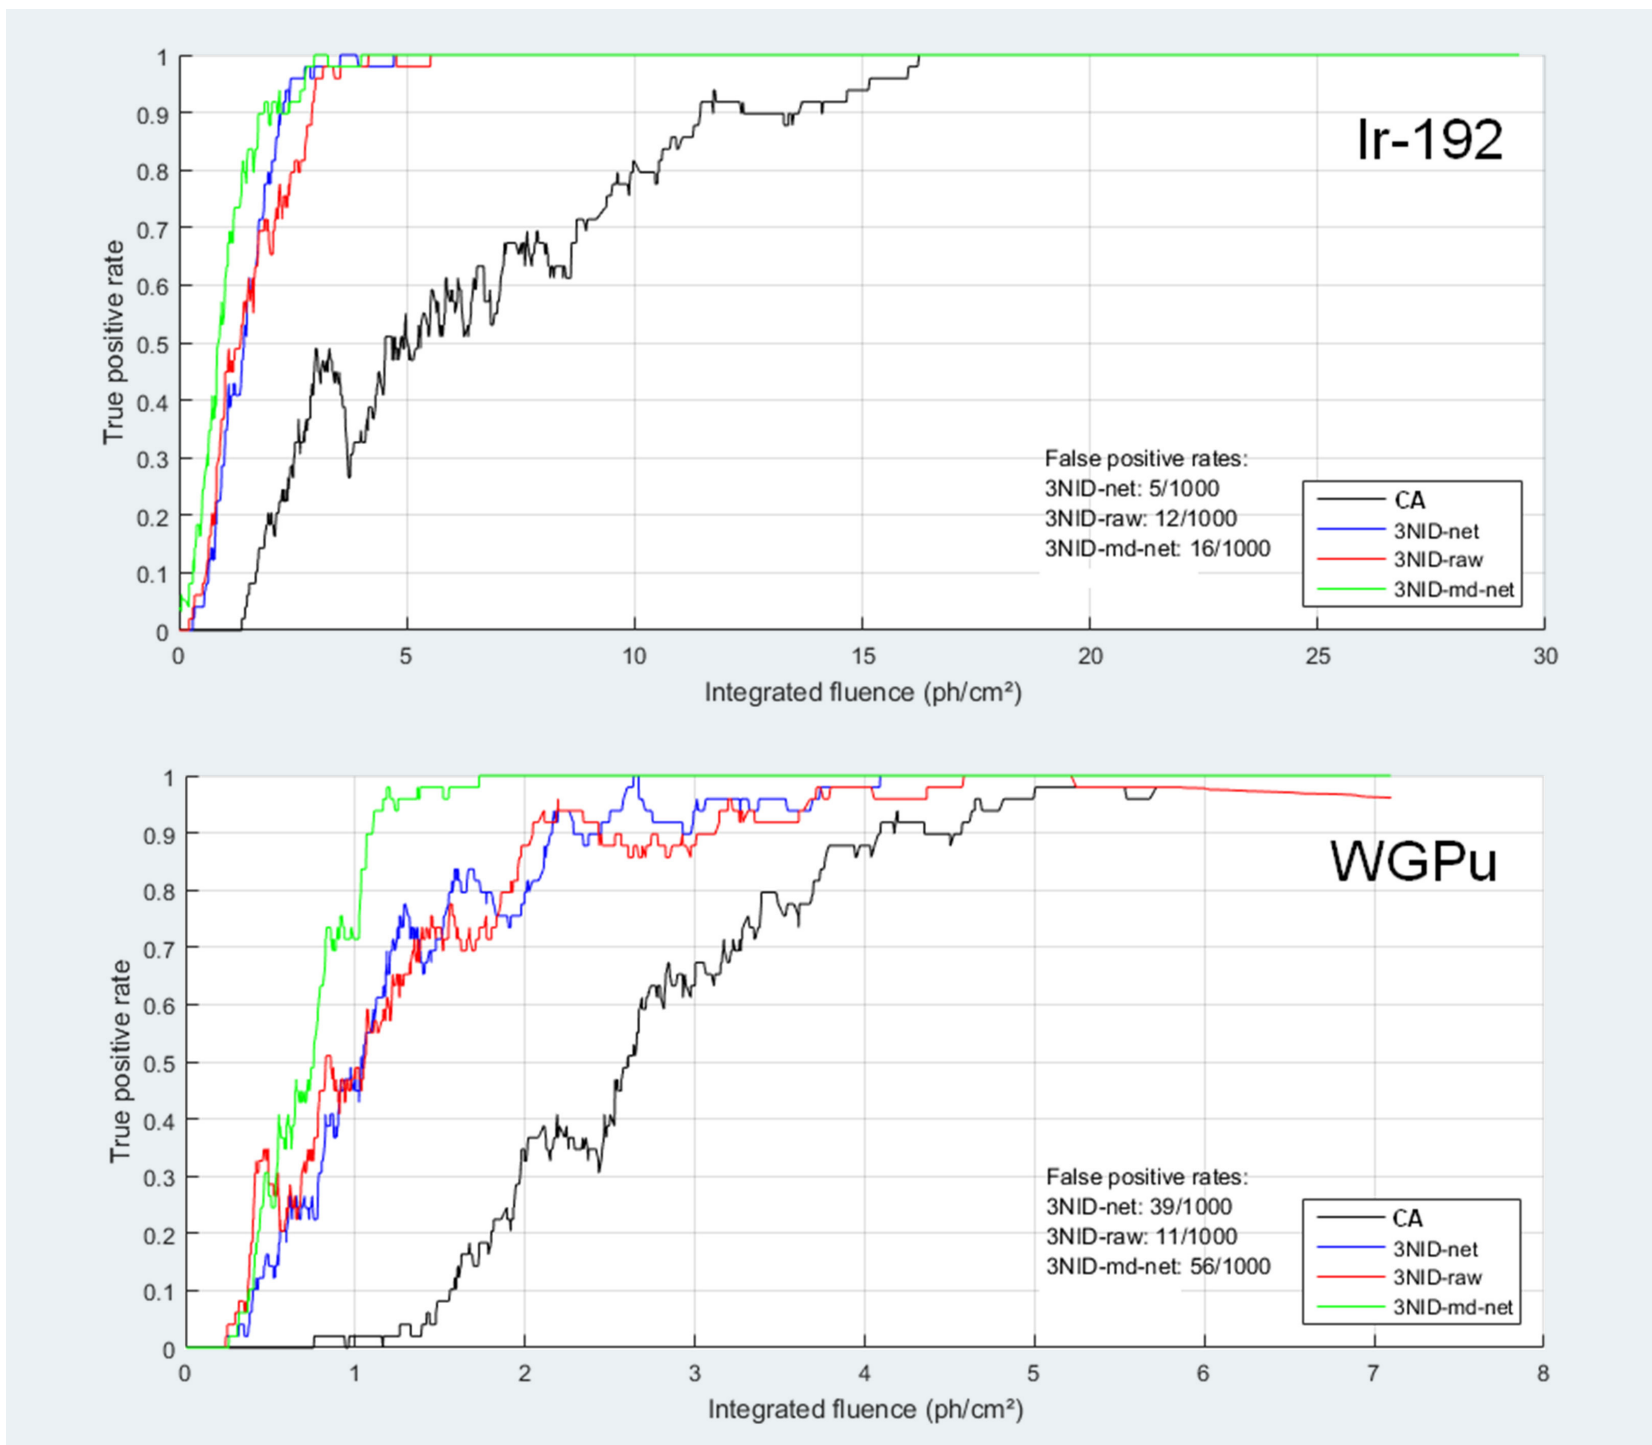 1
0.9
0.8
0.7
0.6
0.5
0.4
0.3
0.2
0.1
0
True positive rate
Ir-192
False positive rates:
3NID-net: 5/1000
3NID-raw: 12/1000
3NID-md-net: 16/1000
CA
3NID-net
3NID-raw
3NID-md-net
0 5 10 15 20 25 30
Integrated fluence (ph/cm²)
1
0.9
0.8
0.7
0.6
0.5
0.4
0.3
0.2
0.1
0
True positive rate
WGPu
False positive rates:
3NID-net: 39/1000
3NID-raw: 11/1000
3NID-md-net: 56/1000
CA
3NID-net
3NID-raw
3NID-md-net
0 1 2 3 4 5 6 7 8
Integrated fluence (ph/cm²)